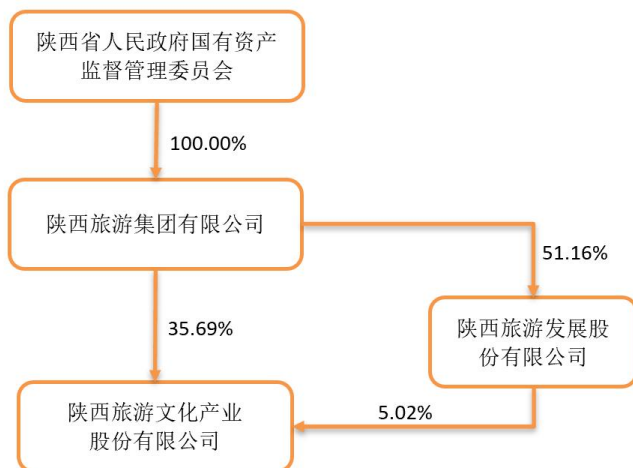 陕西省人民政府国有资产
监督管理委员会
100.00%
陕西旅游集团有限公司
51.16%
35.69%
陕西旅游发展股
份有限公司
陕西旅游文化产业
股份有限公司
5.02%